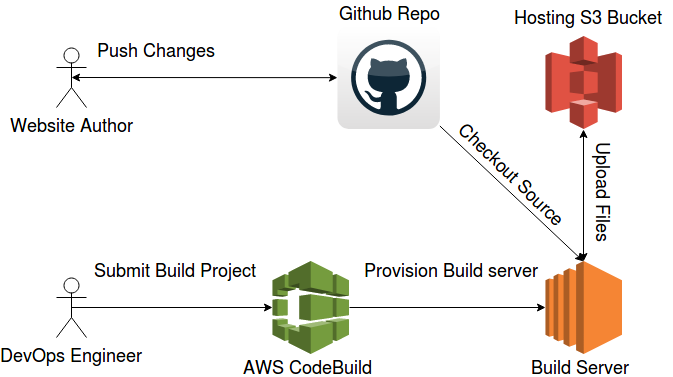 Github Repo
Hosting S3 Bucket
Push Changes
Website Author
Checkout Source
Upload Files
Submit Build Project
Provision Build server
DevOps Engineer
AWS CodeBuild
Build Server